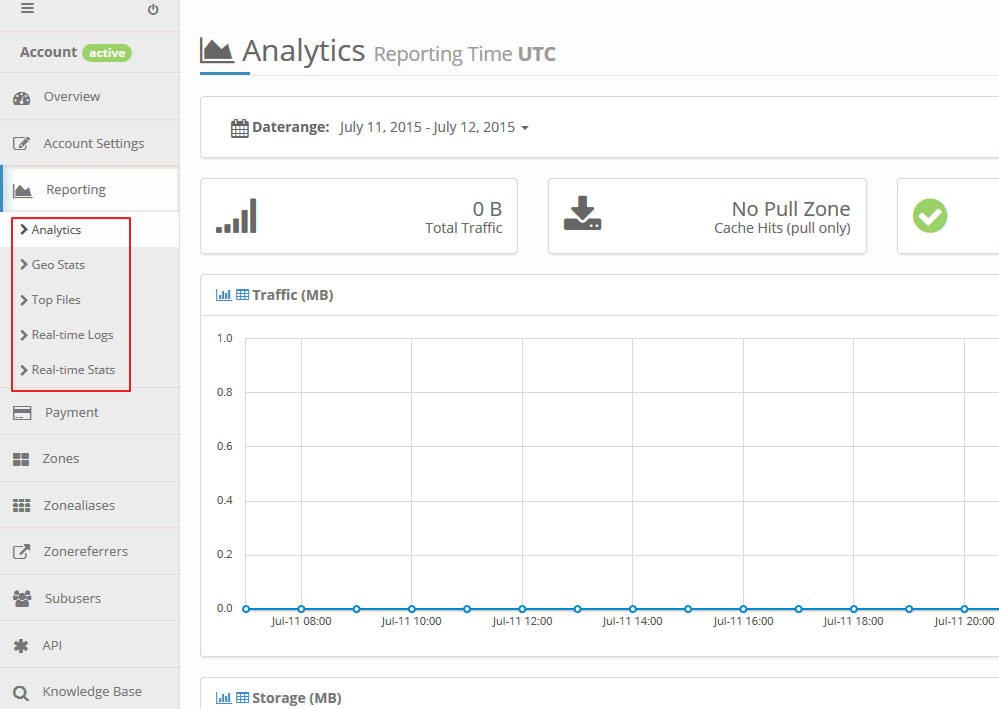 Account active
Overview
Account Settings
Reporting
Analytics
Geo Stats
Top Files
Real-time Logs
Real-time Stats
Payment
Zones
Zonealiases
Zonereferrers
Subusers
API
Knowledge Base
Analytics Reporting Time UTC
Daterange: July 11, 2015 - July 12, 2015
0 B
Total Traffic
No Pull Zone
Cache Hits (pull only)
Traffic (MB)
1.0
0.8
0.6
0.4
0.2
0.0
Jul-11 08:00 Jul-11 10:00 Jul-11 12:00 Jul-11 14:00 Jul-11 16:00 Jul-11 18:00 Jul-11 20:00
Storage (MB)